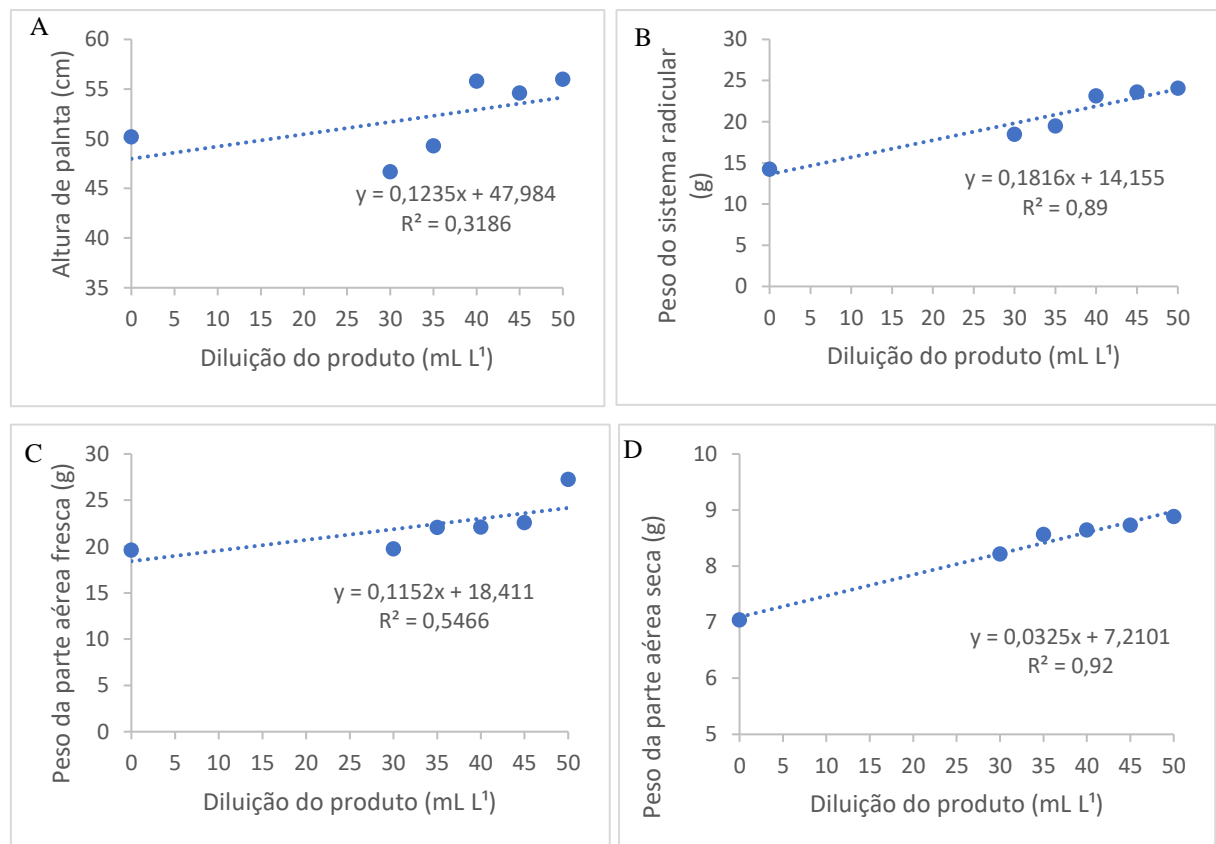 A
Altura de palnta (cm)
60
55
50
45
40
35
y = 0,1235x + 47,984
R² = 0,3186
0 5 10 15 20 25 30 35 40 45 50
Diluição do produto (mL L¹)
B
Peso do sistema radicular
(g)
30
25
20
15
10
5
0
y = 0,1816x + 14,155
R² = 0,89
0 5 10 15 20 25 30 35 40 45 50
Diluição do produto (mL L¹)
C
Peso da parte aérea fresca (g)
30
25
20
15
10
5
0
y = 0,1152x + 18,411
R² = 0,5466
0 5 10 15 20 25 30 35 40 45 50
Diluição do produto (mL L¹)
D
Peso da parte aérea seca (g)
10
9
8
7
6
5
y = 0,0325x + 7,2101
R² = 0,92
0 5 10 15 20 25 30 35 40 45 50
Diluição do produto (mL L¹)